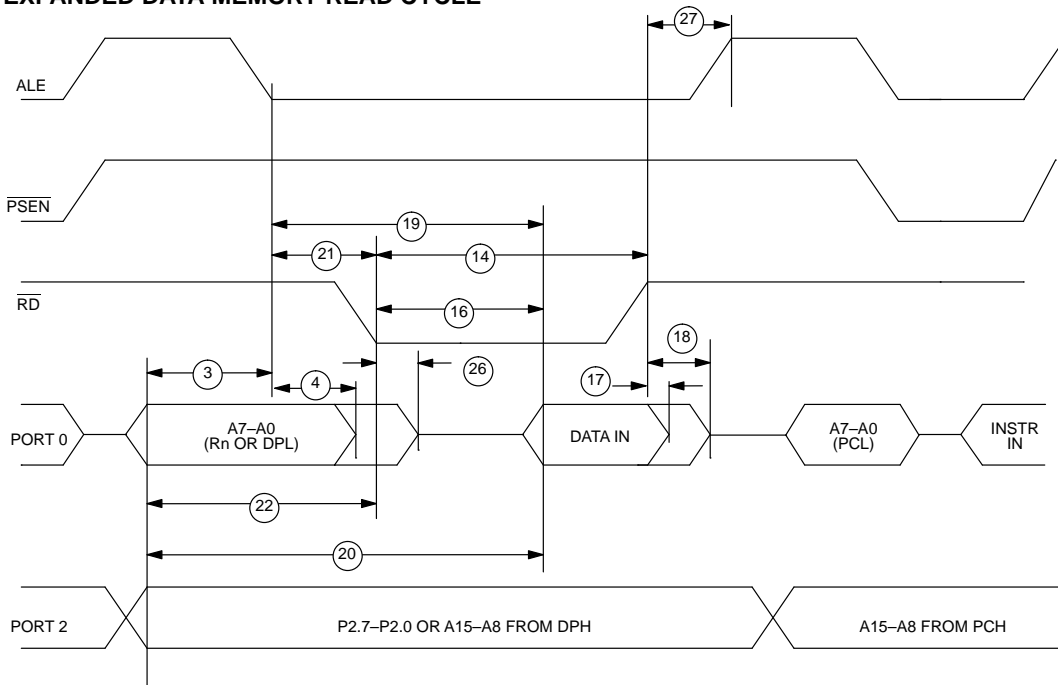 EXPANDED DATA MEMORY READ CYCLE
27
ALE
PSEN
19
21
14
RD
16
18
3
26
4
17
PORT 0
A7–A0
(Rn OR DPL)
DATA IN
A7–A0
(PCL)
INSTR
IN
22
20
PORT 2
P2.7–P2.0 OR A15–A8 FROM DPH
A15–A8 FROM PCH